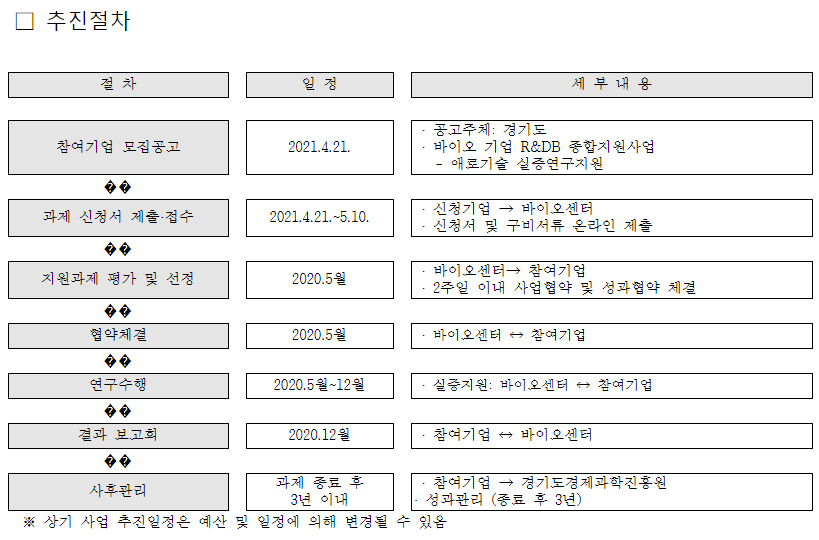 □ 추진절차
절 차
일 정
세 부 내 용
참여기업 모집공고
2021.4.21.
· 공고주체: 경기도
· 바이오 기업 R&DB 종합지원사업
- 애로기술 실증연구지원
��
과제 신청서 제출·접수
2021.4.21.~5.10.
· 신청기업 → 바이오센터
· 신청서 및 구비서류 온라인 제출
��
지원과제 평가 및 선정
2020.5월
· 바이오센터→ 참여기업
· 2주일 이내 사업협약 및 성과협약 체결
��
협약체결
2020.5월
· 바이오센터 ↔ 참여기업
��
연구수행
2020.5월~12월
· 실증지원: 바이오센터 ↔ 참여기업
��
결과 보고회
2020.12월
· 참여기업 ↔ 바이오센터
��
사후관리
과제 종료 후
3년 이내
· 참여기업 → 경기도경제과학진흥원
· 성과관리 (종료 후 3년)
※ 상기 사업 추진일정은 예산 및 일정에 의해 변경될 수 있음